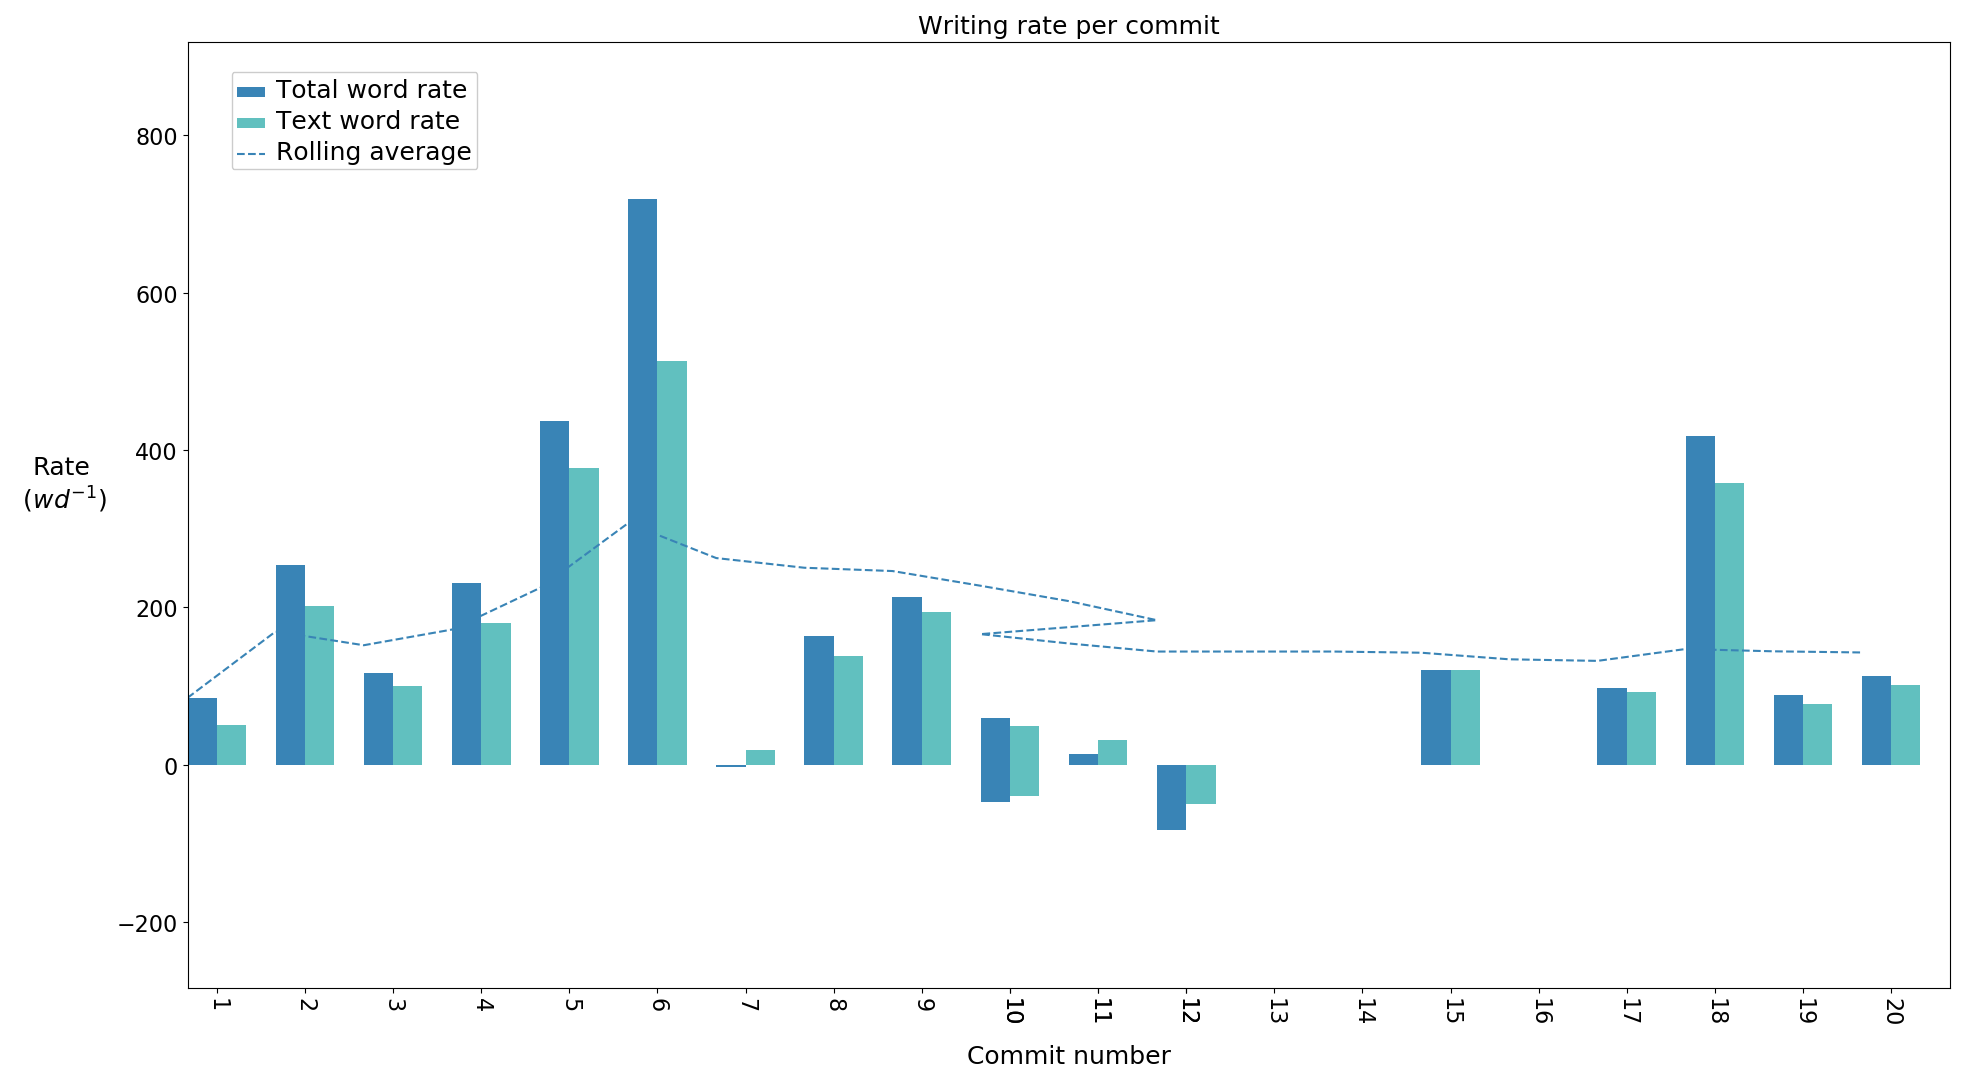 Writing rate per commit
Total word rate
Text word rate
Rolling average
800
600
400
200
0
−200
Rate
(wd⁻¹)
1 2 3 4 5 6 7 8 9 10 11 12 13 14 15 16 17 18 19 20
Commit number